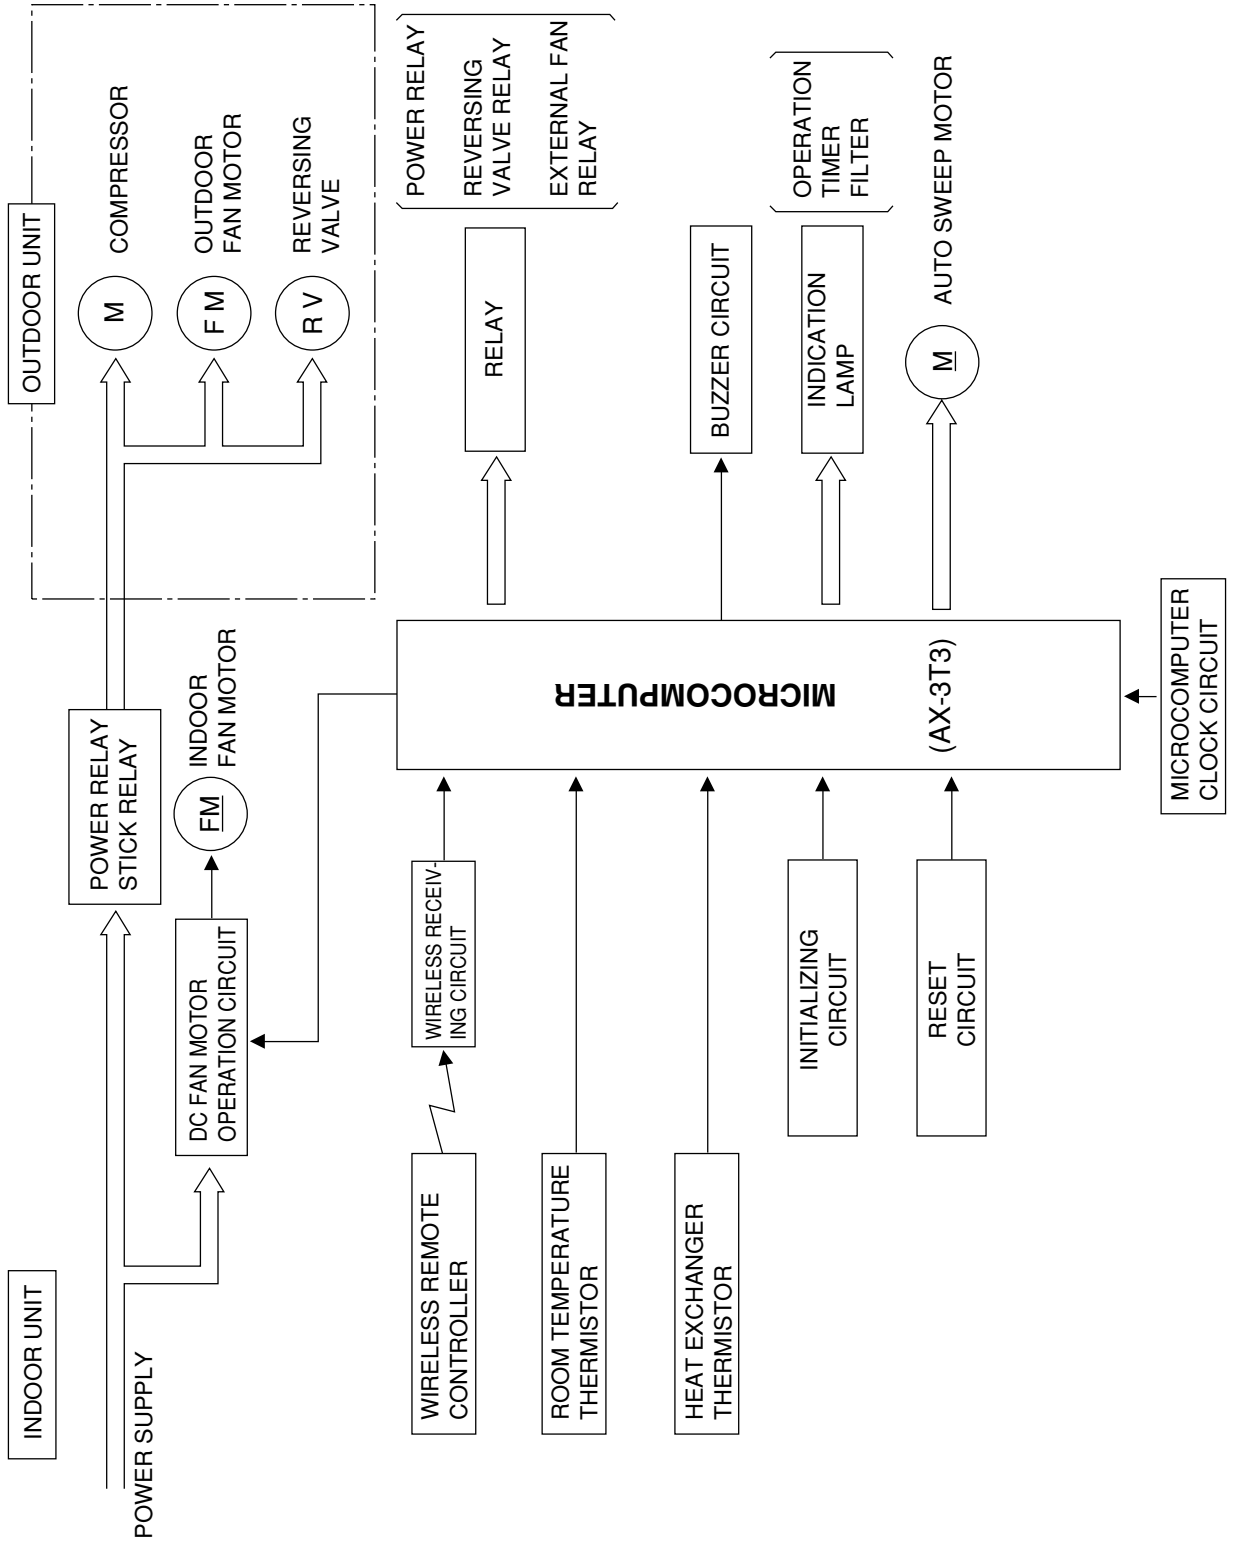 INDOOR UNIT
OUTDOOR UNIT
POWER SUPPLY
POWER RELAY
STICK RELAY
M
COMPRESSOR
DC FAN MOTOR
OPERATION CIRCUIT
FM
INDOOR
FAN MOTOR
F M
OUTDOOR
FAN MOTOR
R V
REVERSING
VALVE
WIRELESS REMOTE
CONTROLLER
WIRELESS RECEIV-
ING CIRCUIT
ROOM TEMPERATURE
THERMISTOR
HEAT EXCHANGER
THERMISTOR
INITIALIZING
CIRCUIT
RESET
CIRCUIT
MICROCOMPUTER
(AX-3T3)
MICROCOMPUTER
CLOCK CIRCUIT
RELAY
POWER RELAY
REVERSING
VALVE RELAY
EXTERNAL FAN
RELAY
BUZZER CIRCUIT
INDICATION
LAMP
OPERATION
TIMER
FILTER
M
AUTO SWEEP MOTOR